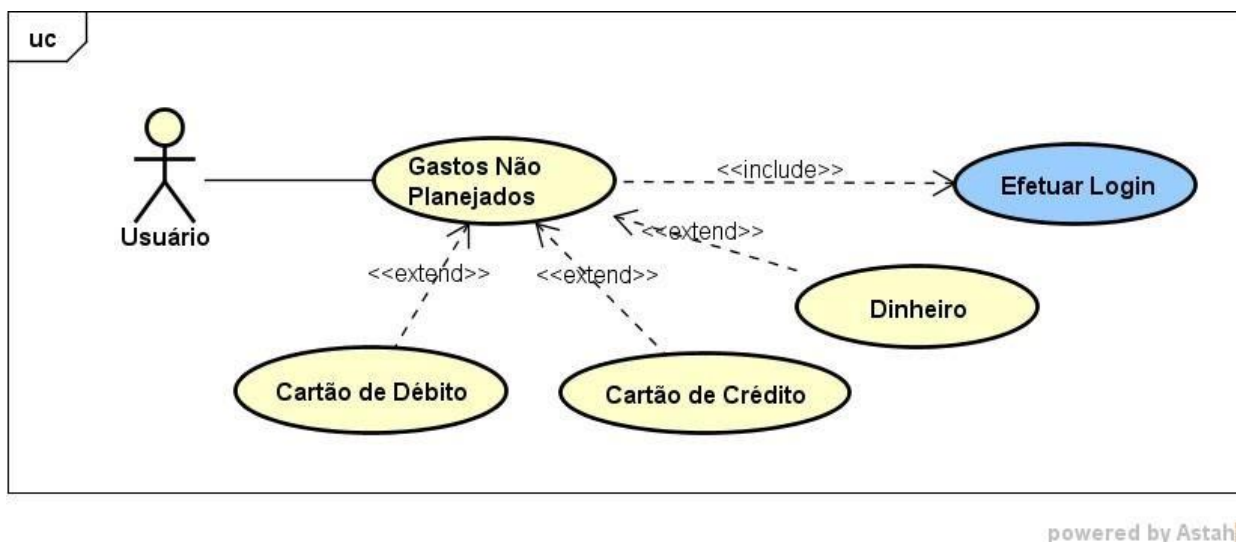 uc
Gastos Não
Planejados
<<include>>
Efetuar Login
Usuário
<<extend>>
<<extend>>
<<extend>>
Dinheiro
Cartão de Débito
Cartão de Crédito
powered by Astah